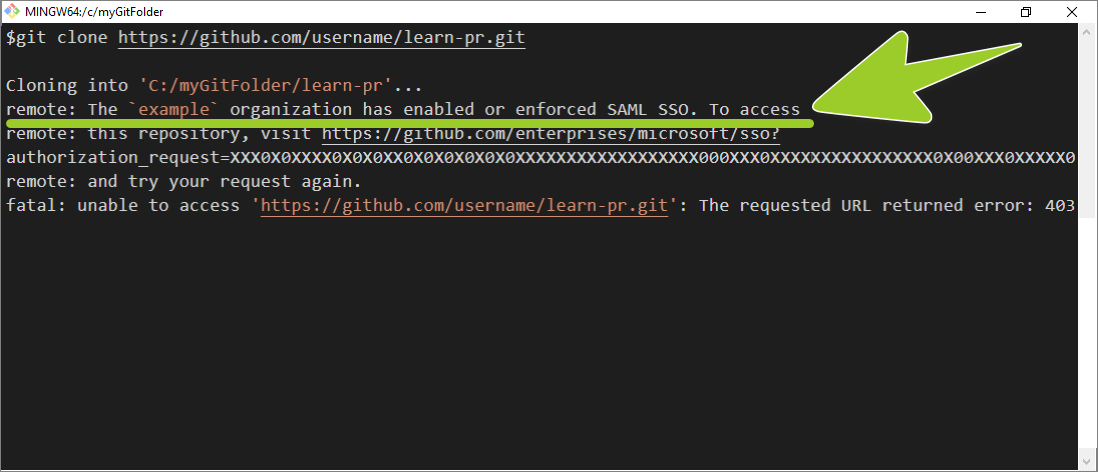 MINGW64:/c/myGitFolder
$git clone https://github.com/username/learn-pr.git
Cloning into 'C:/myGitFolder/learn-pr'...
remote: The `example` organization has enabled or enforced SAML SSO. To access
remote: this repository, visit https://github.com/enterprises/microsoft/sso?
authorization_request=XXX0X0XXXX0X0X0XX0X0X0X0X0X0XXXXXXXXXXXXXXXXXX000XXX0XXXXXXXXXXXXXXXX0X00XXX0XXXXX0
remote: and try your request again.
fatal: unable to access 'https://github.com/username/learn-pr.git': The requested URL returned error: 403